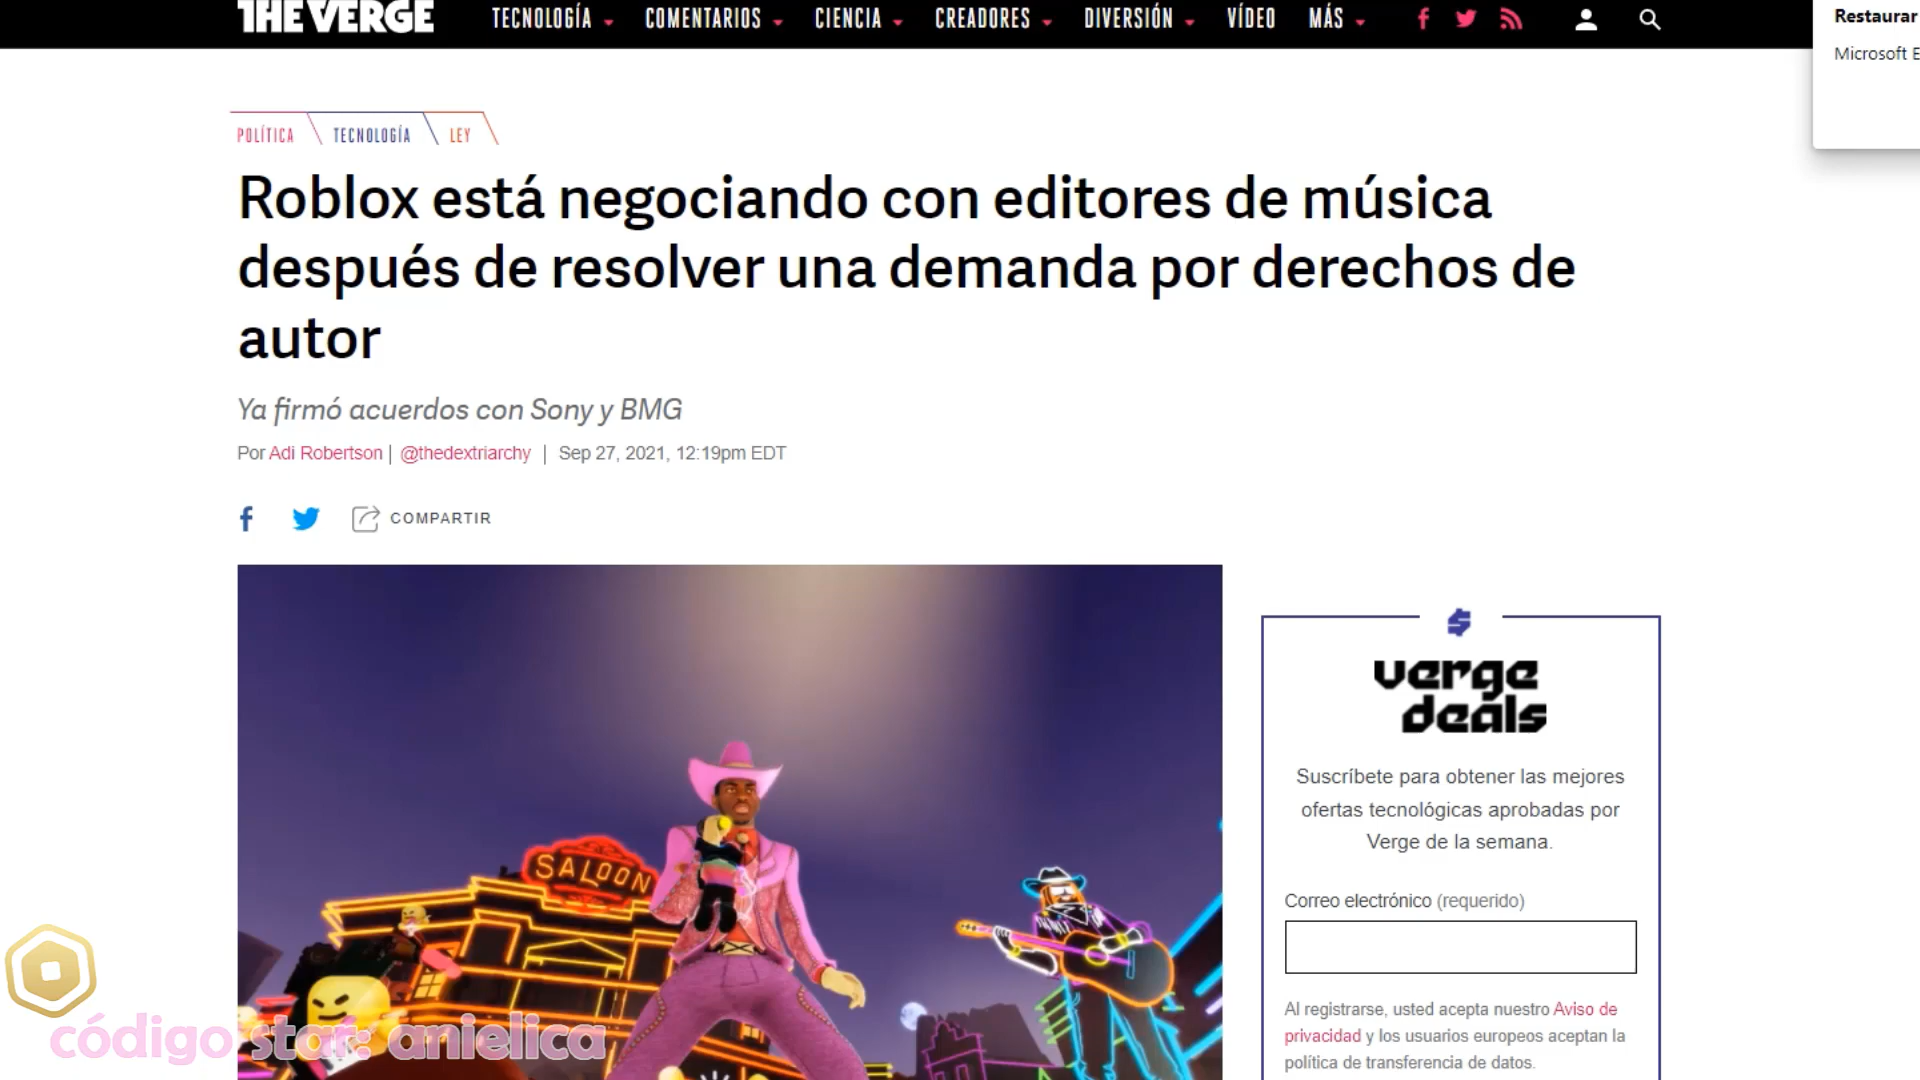 THE VERGE
TECNOLOGÍA COMENTARIOS CIENCIA CREADORES DIVERSIÓN VÍDEO MÁS
Restaurar
Microsoft E
POLÍTICA TECNOLOGÍA LEY
Roblox está negociando con editores de música
después de resolver una demanda por derechos de
autor
Ya firmó acuerdos con Sony y BMG
Por Adi Robertson | @thedextriarchy | Sep 27, 2021, 12:19pm EDT
COMPARTIR
SALOON
verge
deals
Suscríbete para obtener las mejores
ofertas tecnológicas aprobadas por
Verge de la semana.
Correo electrónico (requerido)
Al registrarse, usted acepta nuestro Aviso de
privacidad y los usuarios europeos aceptan la
política de transferencia de datos.
código star: anielica